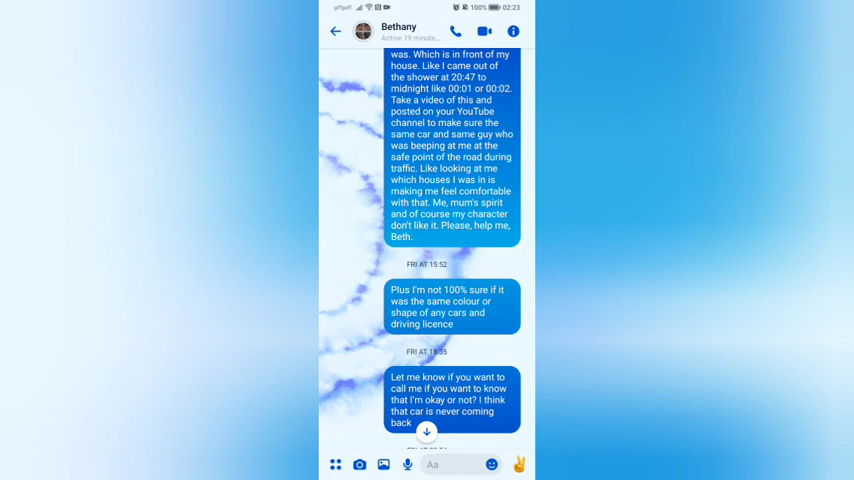 giffgaff
100% 02:23
Bethany
Active 19 minute...
was. Which is in front of my
house. Like I came out of
the shower at 20:47 to
midnight like 00:01 or 00:02.
Take a video of this and
posted on your YouTube
channel to make sure the
same car and same guy who
was beeping at me at the
safe point of the road during
traffic. Like looking at me
which houses I was in is
making me feel comfortable
with that. Me, mum's spirit
and of course my character
don't like it. Please, help me,
Beth.
FRI AT 15:52
Plus I'm not 100% sure if it
was the same colour or
shape of any cars and
driving licence
FRI AT 18:35
Let me know if you want to
call me if you want to know
that I'm okay or not? I think
that car is never coming
back
Aa